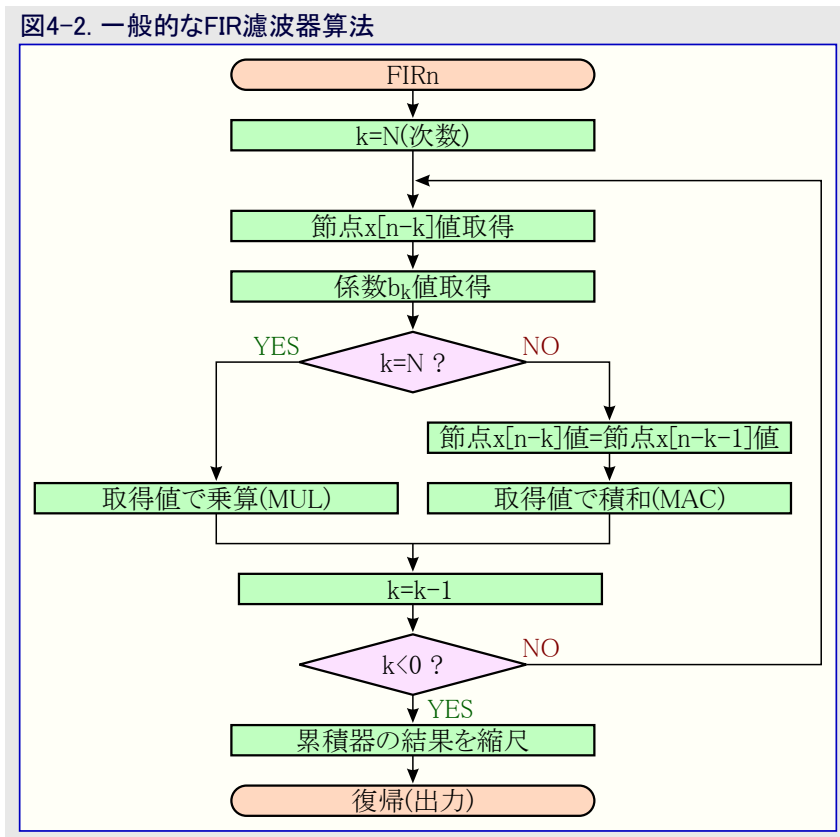 図4-2. 一般的なFIR濾波器算法
FIRn
k=N(次数)
節点x[n-k]値取得
係数bk値取得
YES
k=N ?
NO
節点x[n-k]値=節点x[n-k-1]値
取得値で乗算(MUL)
取得値で積和(MAC)
k=k-1
k<0 ?
NO
YES
累積器の結果を縮尺
復帰(出力)